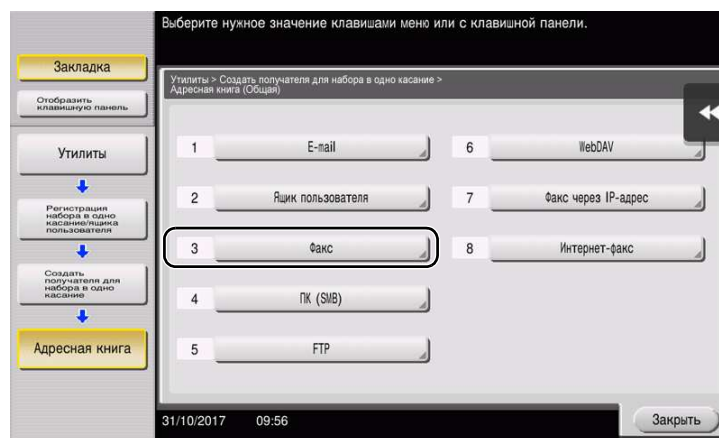 Выберите нужное значение клавишами меню или с клавишной панели.
Закладка
Отобразить
клавишную панель
Утилиты
Регистрация
набора в одно
касание/ящика
пользователя
Создать
получателя для
набора в одно
касание
Адресная книга
Утилиты > Создать получателя для набора в одно касание >
Адресная книга (Общая)
1 E-mail
2 Ящик пользователя
3 Факс
4 ПК (SMB)
5 FTP
6 WebDAV
7 Факс через IP-адрес
8 Интернет-факс
31/10/2017 09:56
Закрыть